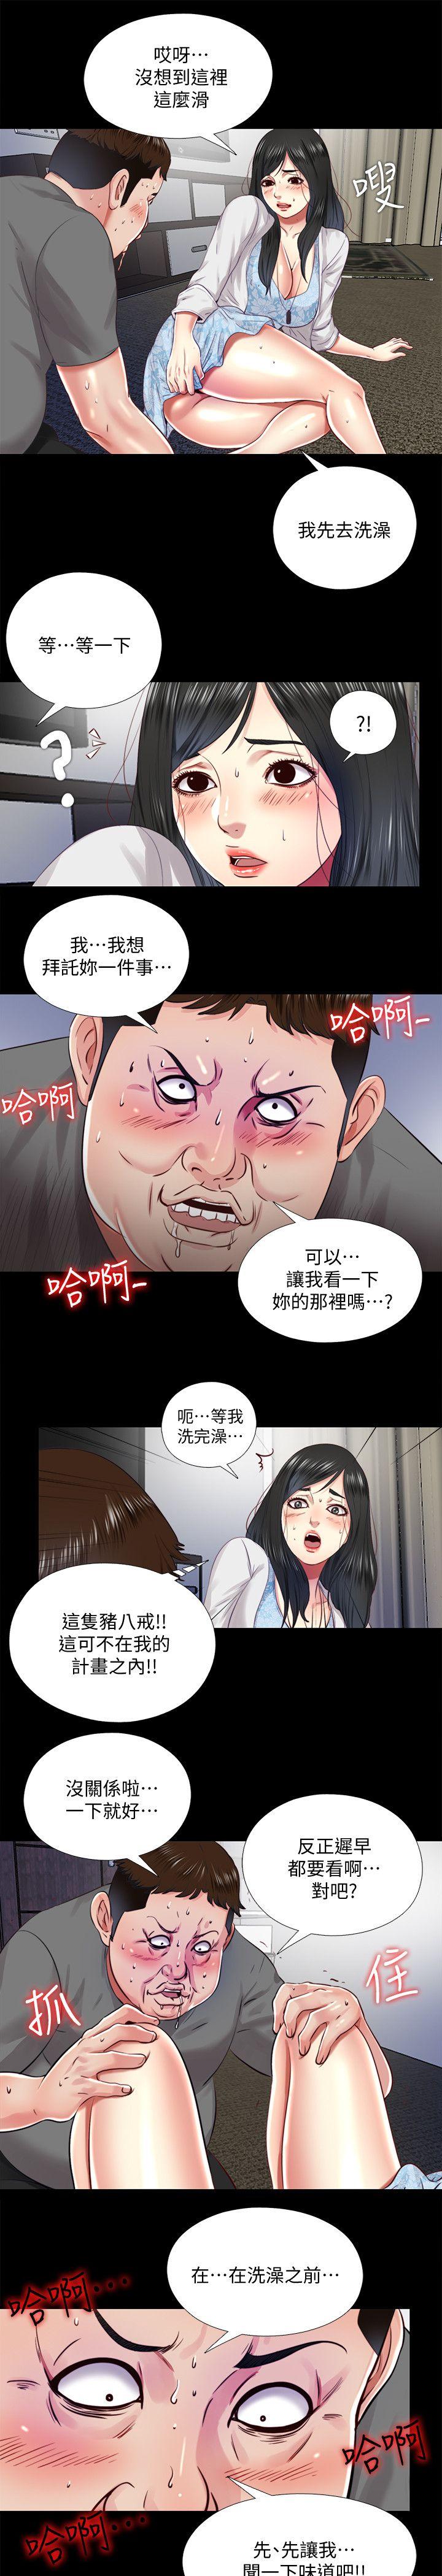 哎呀…
沒想到這裡
這麼滑
嗖
我先去洗澡
等…等一下
?
?!
我…我想
拜託妳一件事…
哈啊
哈啊
哈啊
可以…
讓我看一下
妳的那裡嗎…?
呃…等我
洗完澡…
這隻豬八戒!!
這可不在我的
計畫之內!!
沒關係啦…
一下就好…
反正遲早
都要看啊…
對吧?
抓
住
在…在洗澡之前…
哈啊…
哈啊
哈啊
先、先讓我…
聞一下味道吧!!